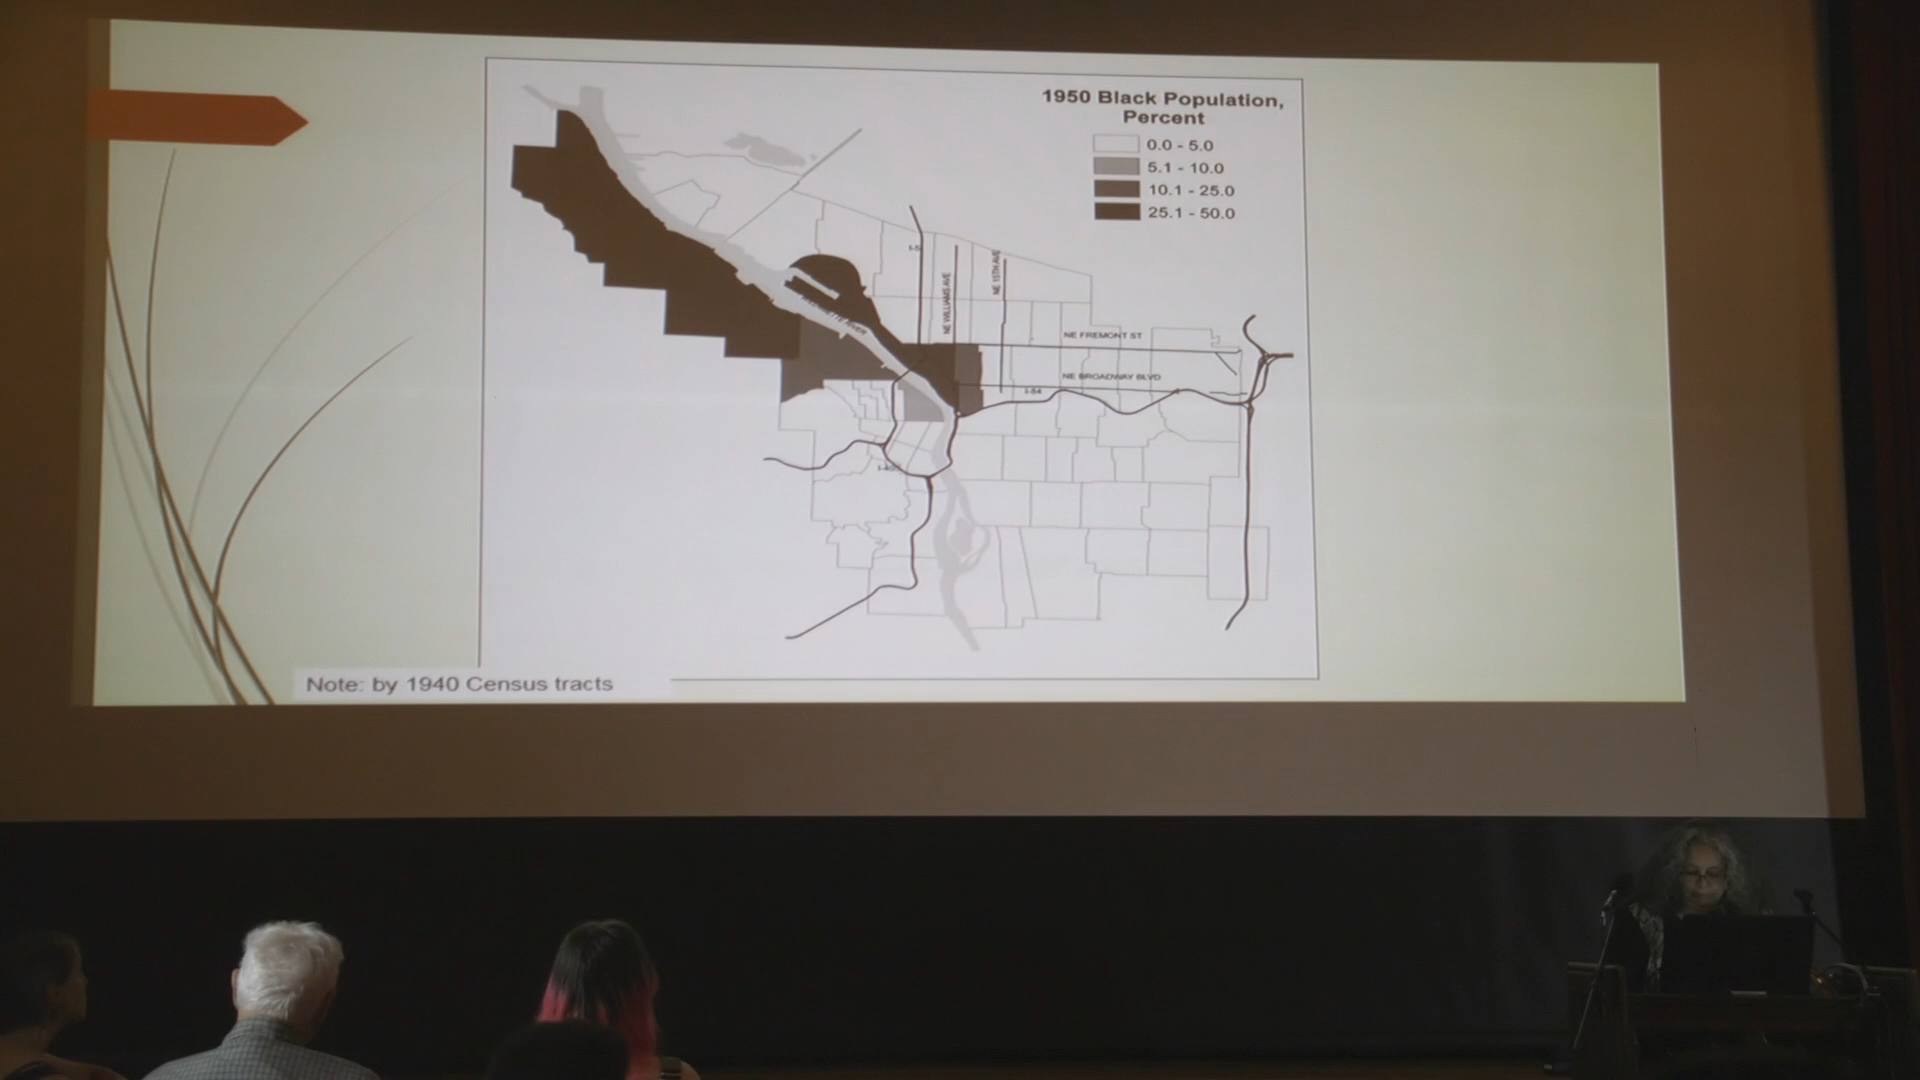 1950 Black Population,
Percent
0.0 - 5.0
5.1 - 10.0
10.1 - 25.0
25.1 - 50.0
I-5
NE WILLIAMS AVE
NE 15TH AVE
NE FREMONT ST
NE BROADWAY BLVD
I-84
RIVER
Note: by 1940 Census tracts